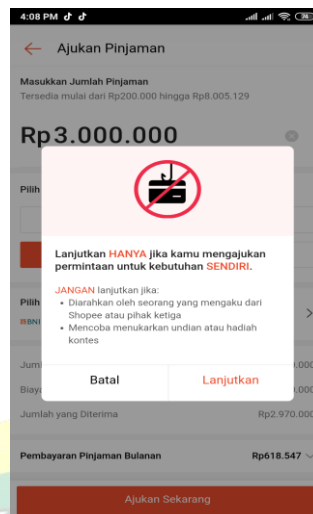 4:08 PM
Ajukan Pinjaman
Masukkan Jumlah Pinjaman
Tersedia mulai dari Rp200.000 hingga Rp8.005.129
Rp3.000.000
Pilih
Lanjutkan HANYA jika kamu mengajukan
permintaan untuk kebutuhan SENDIRI.
JANGAN lanjutkan jika:
• Diarahkan oleh seorang yang mengaku dari
Shopee atau pihak ketiga
• Mencoba menukarkan undian atau hadiah
kontes
Pilih
BNI
Batal Lanjutkan
Jumlah yang Diterima Rp2.970.000
Pembayaran Pinjaman Bulanan Rp618.547
Ajukan Sekarang